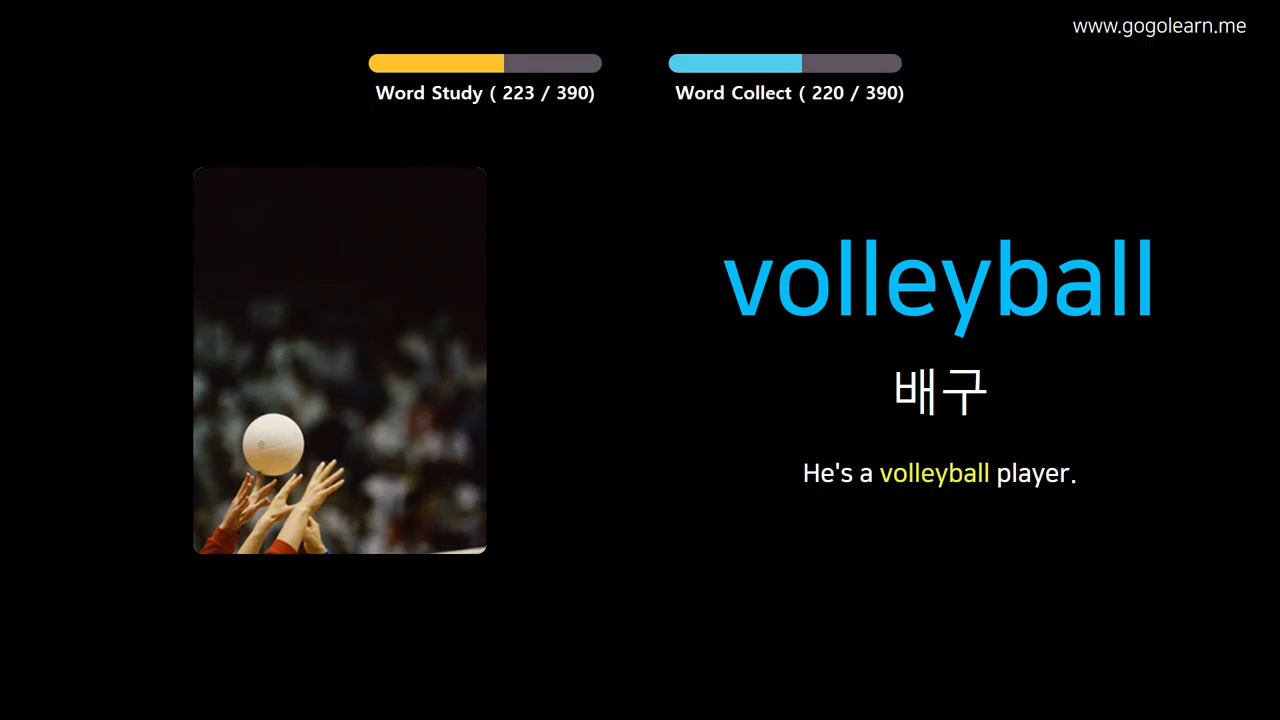 www.gogolearn.me
Word Study ( 223 / 390)
Word Collect ( 220 / 390)
volleyball
배구
He's a volleyball player.